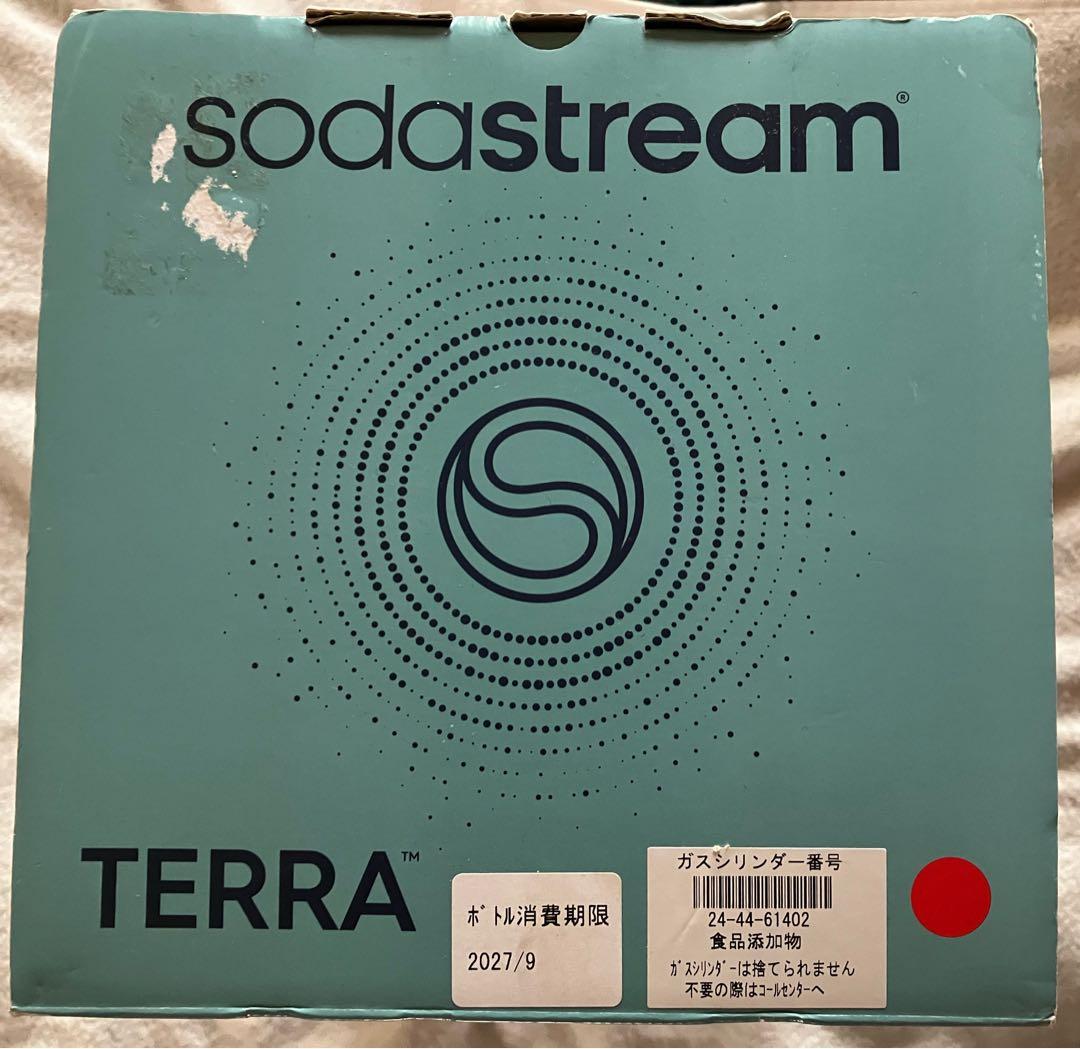 sodastream®
TERRA™
ﾎﾞﾄﾙ消費期限
2027/9
ガスシリンダー番号
24-44-61402
食品添加物
ｶﾞｽｼﾘﾝﾀﾞｰは捨てられません
不要の際はｺｰﾙｾﾝﾀｰへ